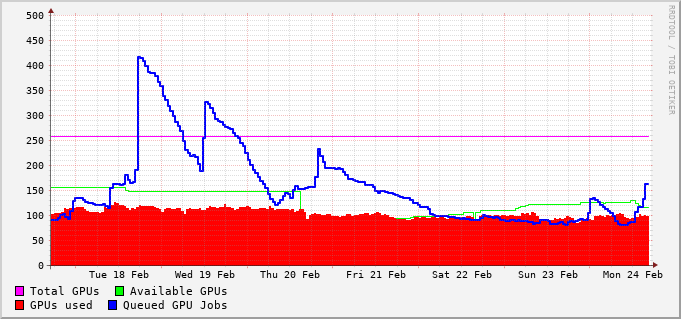 500
450
400
350
300
250
200
150
100
50
0
Tue 18 Feb Wed 19 Feb Thu 20 Feb Fri 21 Feb Sat 22 Feb Sun 23 Feb Mon 24 Feb
Total GPUs Available GPUs
GPUs used Queued GPU Jobs
RRDTOOL / TOBI OETIKER